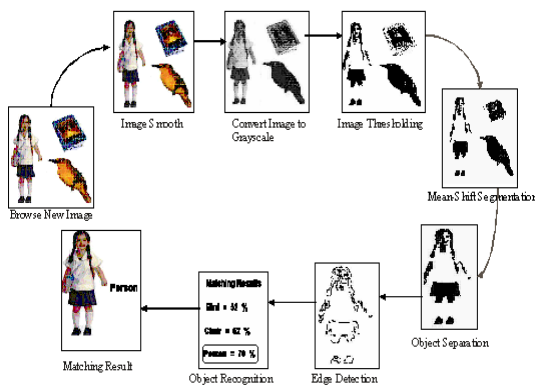 Image Smooth
Convert Image to
Grayscale
Image Thresholding
Browse New Image
Mean-Shift Segmentation
Object Separation
Edge Detection
Matching Results
Bird = 52 %
Chair = 62 %
Person = 70 %
Object Recognition
Person
Matching Result